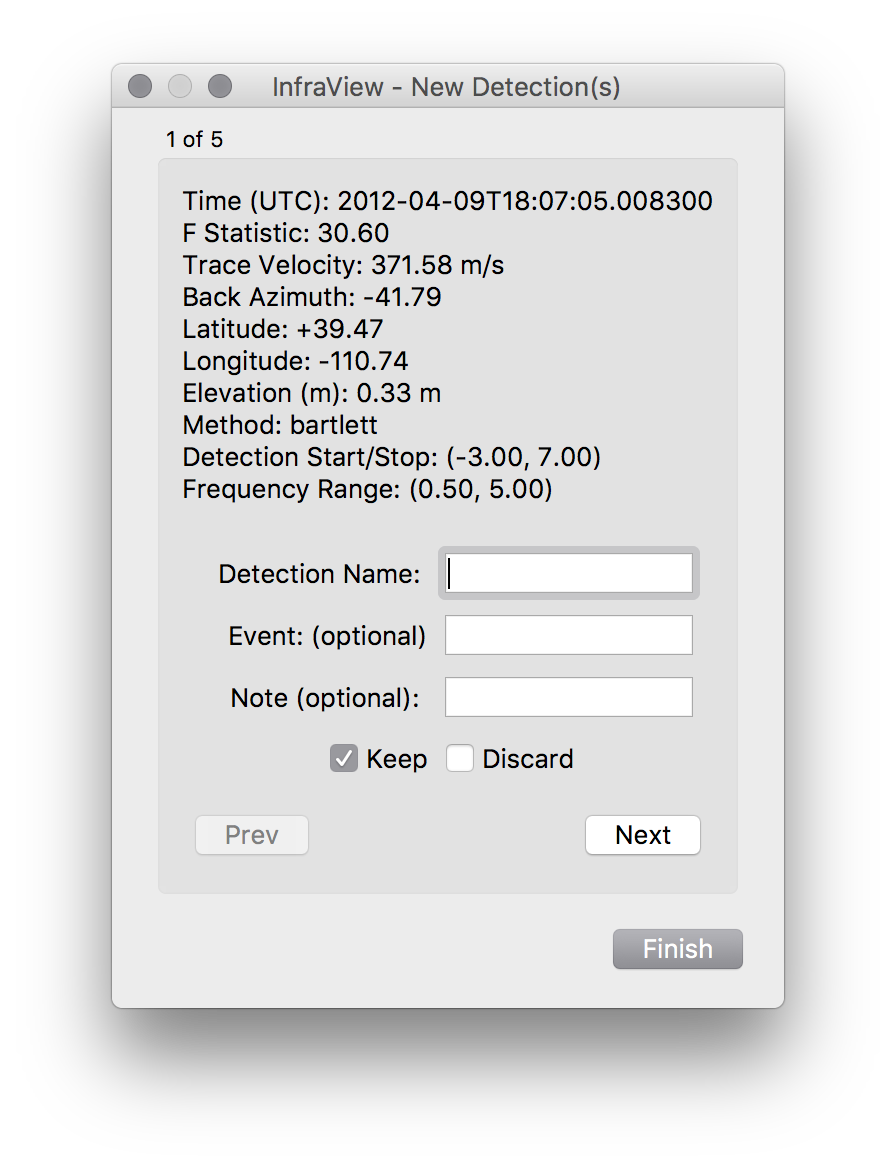 InfraView - New Detection(s)
1 of 5
Time (UTC): 2012-04-09T18:07:05.008300
F Statistic: 30.60
Trace Velocity: 371.58 m/s
Back Azimuth: -41.79
Latitude: +39.47
Longitude: -110.74
Elevation (m): 0.33 m
Method: bartlett
Detection Start/Stop: (-3.00, 7.00)
Frequency Range: (0.50, 5.00)
Detection Name:
Event: (optional)
Note (optional):
Keep Discard
Prev Next
Finish